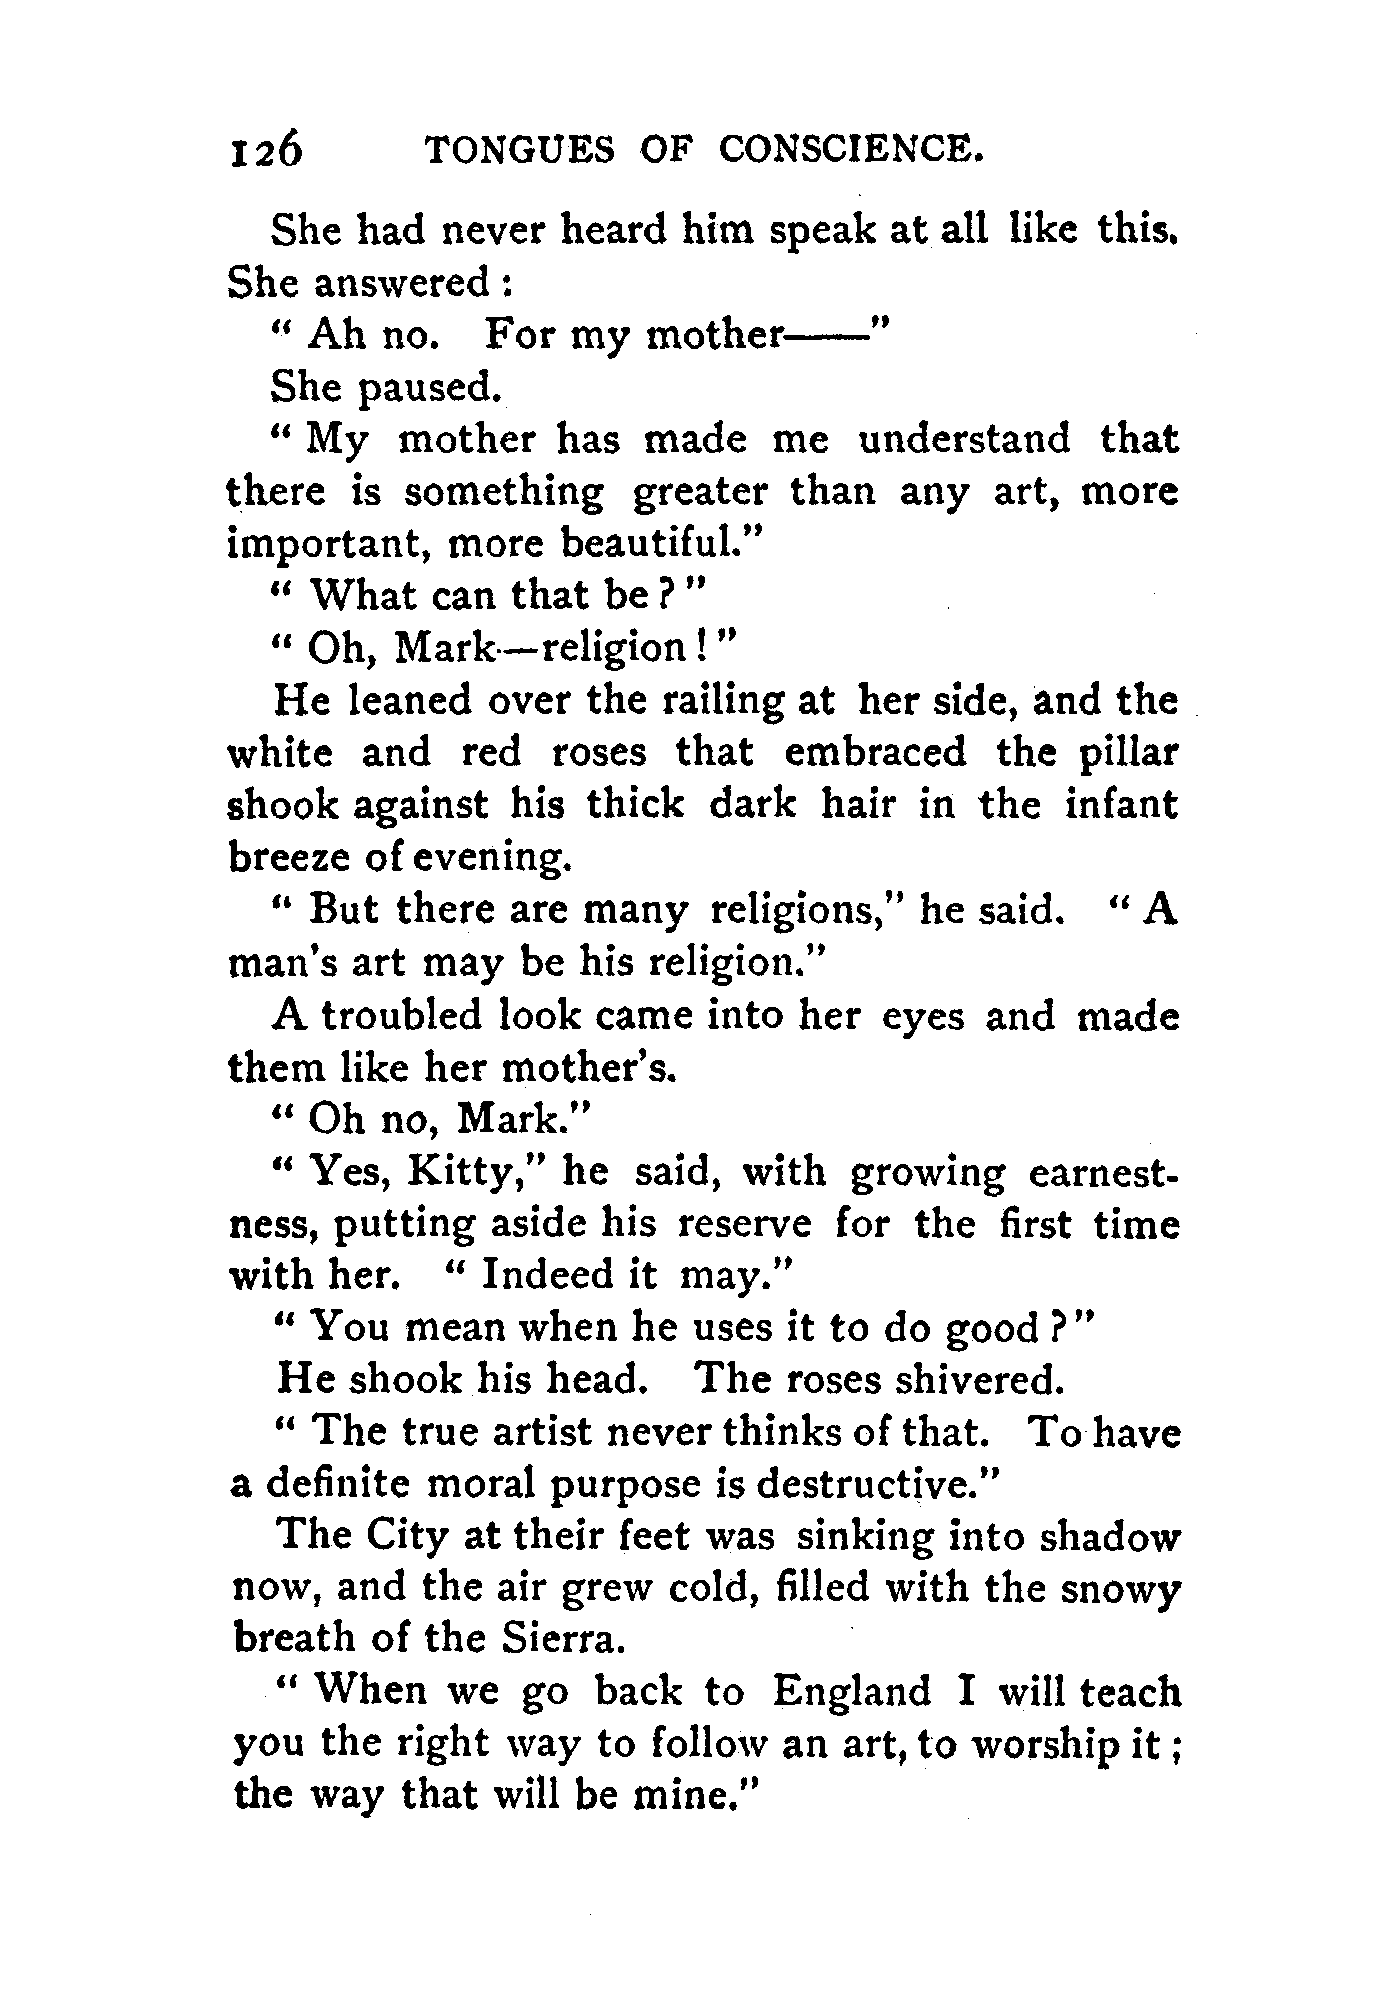 126 TONGUES OF CONSCIENCE.
She had never heard him speak at all like this.
She answered :
“ Ah no. For my mother——”
She paused.
“ My mother has made me understand that
there is something greater than any art, more
important, more beautiful.”
“ What can that be ? ”
“ Oh, Mark—religion ! ”
He leaned over the railing at her side, and the
white and red roses that embraced the pillar
shook against his thick dark hair in the infant
breeze of evening.
“ But there are many religions,” he said. “ A
man’s art may be his religion.”
A troubled look came into her eyes and made
them like her mother’s.
“ Oh no, Mark.”
“ Yes, Kitty,” he said, with growing earnest-
ness, putting aside his reserve for the first time
with her. “ Indeed it may.”
“ You mean when he uses it to do good ? ”
He shook his head. The roses shivered.
“ The true artist never thinks of that. To have
a definite moral purpose is destructive.”
The City at their feet was sinking into shadow
now, and the air grew cold, filled with the snowy
breath of the Sierra.
“ When we go back to England I will teach
you the right way to follow an art, to worship it ;
the way that will be mine.”